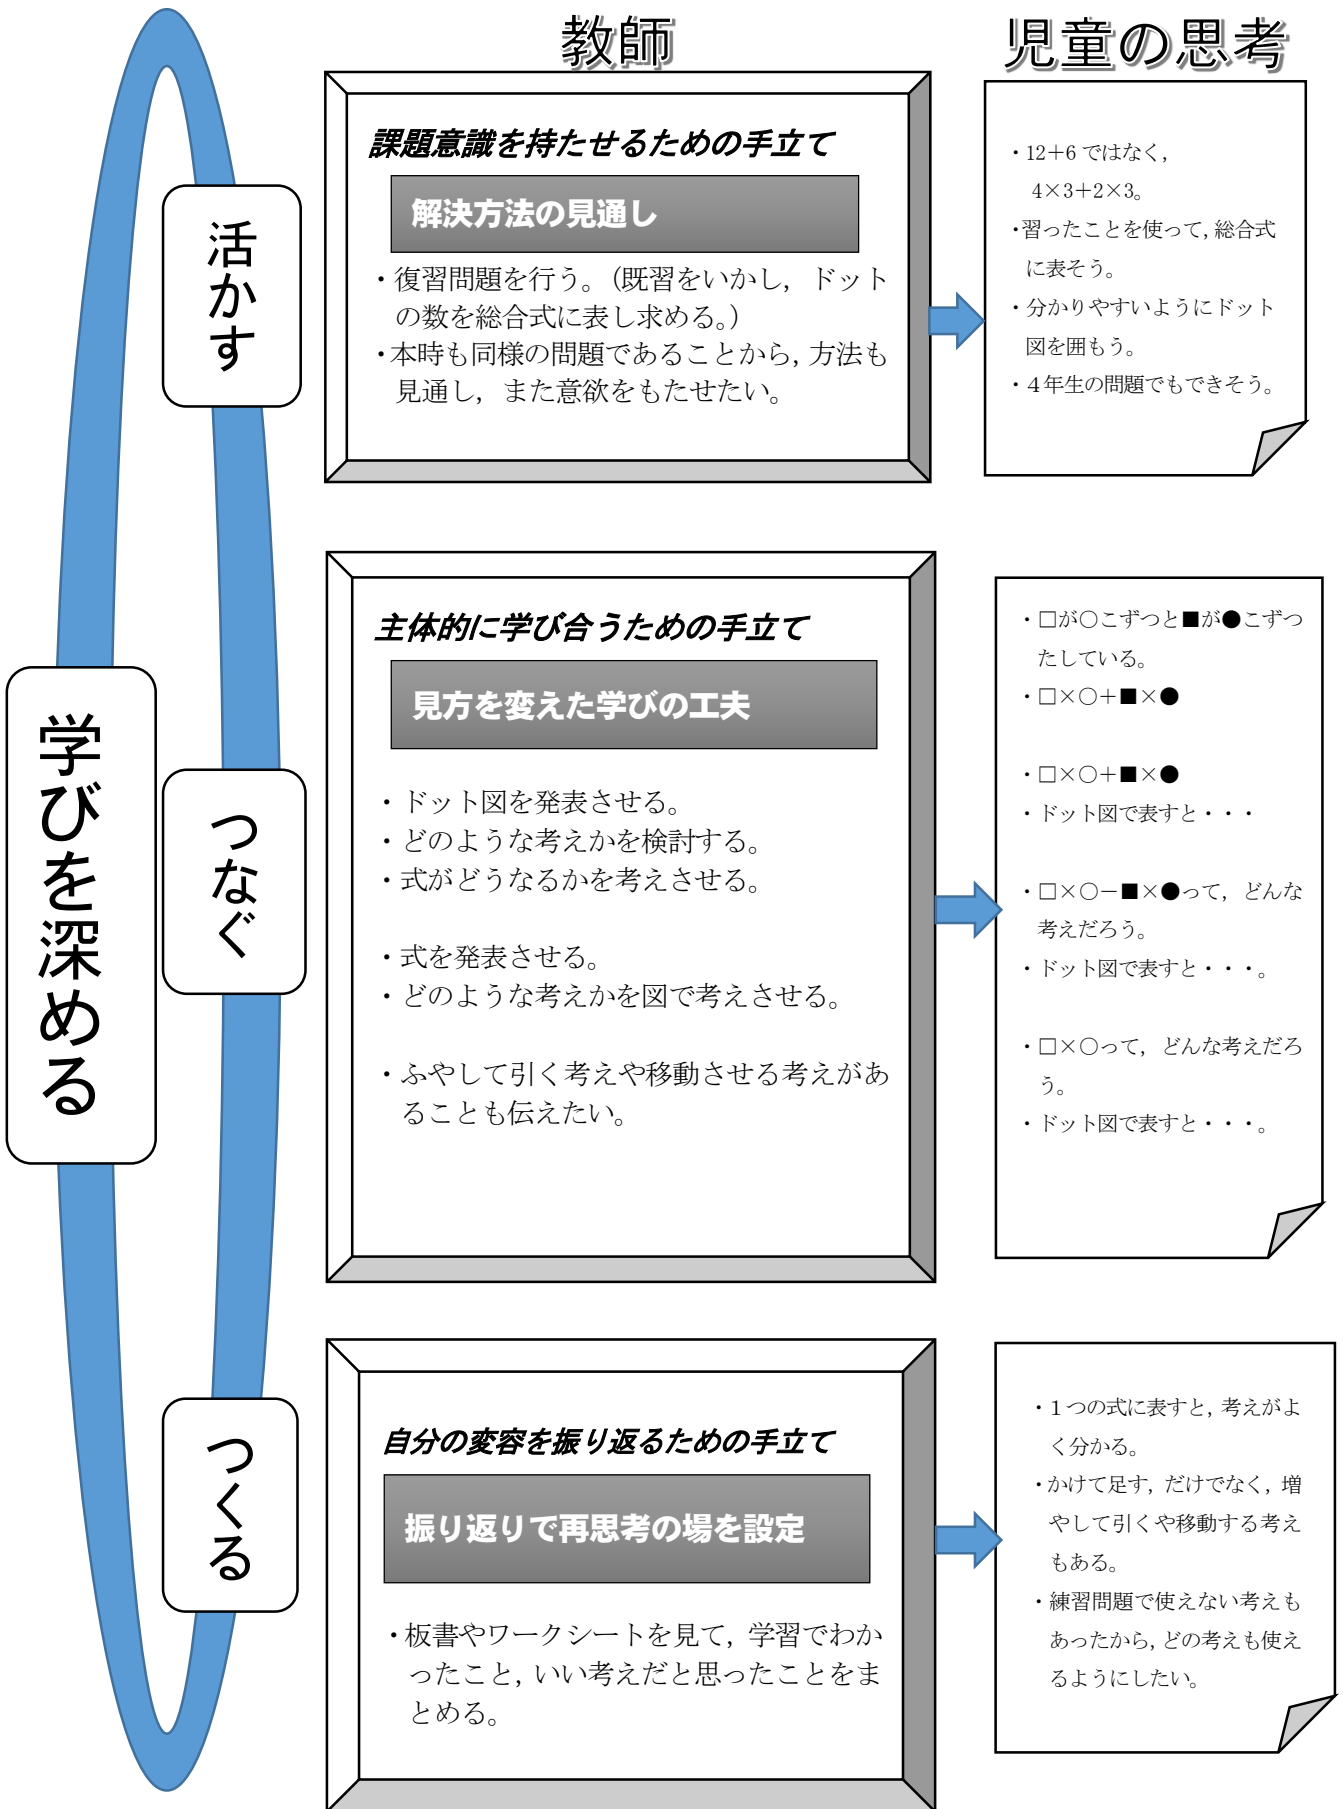 教師
児童の思考
学びを深める
活かす
課題意識を持たせるための手立て
解決方法の見通し
・復習問題を行う。（既習をいかし，ドット
の数を総合式に表し求める。）
・本時も同様の問題であることから，方法も
見通し，また意欲をもたせたい。
・12＋6 ではなく，
4×3＋2×3。
・習ったことを使って，総合式
に表そう。
・分かりやすいようにドット
図を囲もう。
・４年生の問題でもできそう。
つなぐ
主体的に学び合うための手立て
見方を変えた学びの工夫
・ドット図を発表させる。
・どのような考えかを検討する。
・式がどうなるかを考えさせる。
・式を発表させる。
・どのような考えかを図で考えさせる。
・ふやして引く考えや移動させる考えがあ
ることも伝えたい。
・□が○こずつと■が●こずつ
たしている。
・□×○＋■×●
・□×○＋■×●
・ドット図で表すと・・・
・□×○－■×●って，どんな
考えだろう。
・ドット図で表すと・・・。
・□×○って，どんな考えだろ
う。
・ドット図で表すと・・・。
つくる
自分の変容を振り返るための手立て
振り返りで再思考の場を設定
・板書やワークシートを見て，学習でわか
ったこと，いい考えだと思ったことをま
とめる。
・１つの式に表すと，考えがよ
く分かる。
・かけて足す，だけでなく，増
やして引くや移動する考え
もある。
・練習問題で使えない考えも
あったから，どの考えも使え
るようにしたい。